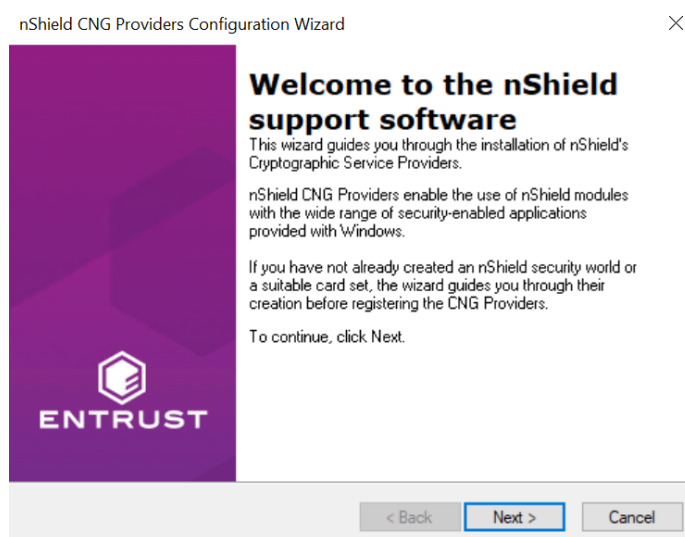 nShield CNG Providers Configuration Wizard
Welcome to the nShield
support software
This wizard guides you through the installation of nShield's
Cryptographic Service Providers.
nShield CNG Providers enable the use of nShield modules
with the wide range of security-enabled applications
provided with Windows.
If you have not already created an nShield security world or
a suitable card set, the wizard guides you through their
creation before registering the CNG Providers.
To continue, click Next.
ENTRUST
< Back Next > Cancel